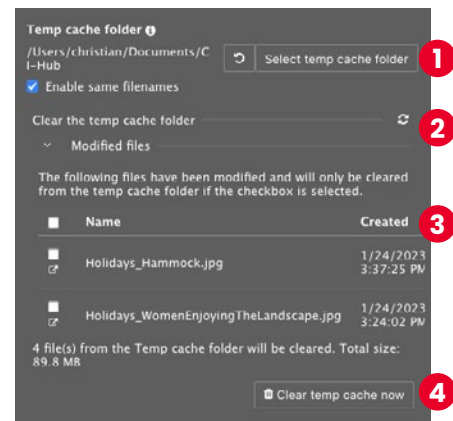 Temp cache folder
/Users/christian/Documents/C
I-Hub
Select temp cache folder
1
Enable same filenames
Clear the temp cache folder
2
Modified files
The following files have been modified and will only be cleared
from the temp cache folder if the checkbox is selected.
Name Created
3
Holidays_Hammock.jpg 1/24/2023
3:37:25 PM
Holidays_WomenEnjoyingTheLandscape.jpg 1/24/2023
3:24:02 PM
4 file(s) from the Temp cache folder will be cleared. Total size:
89.8 MB
Clear temp cache now
4